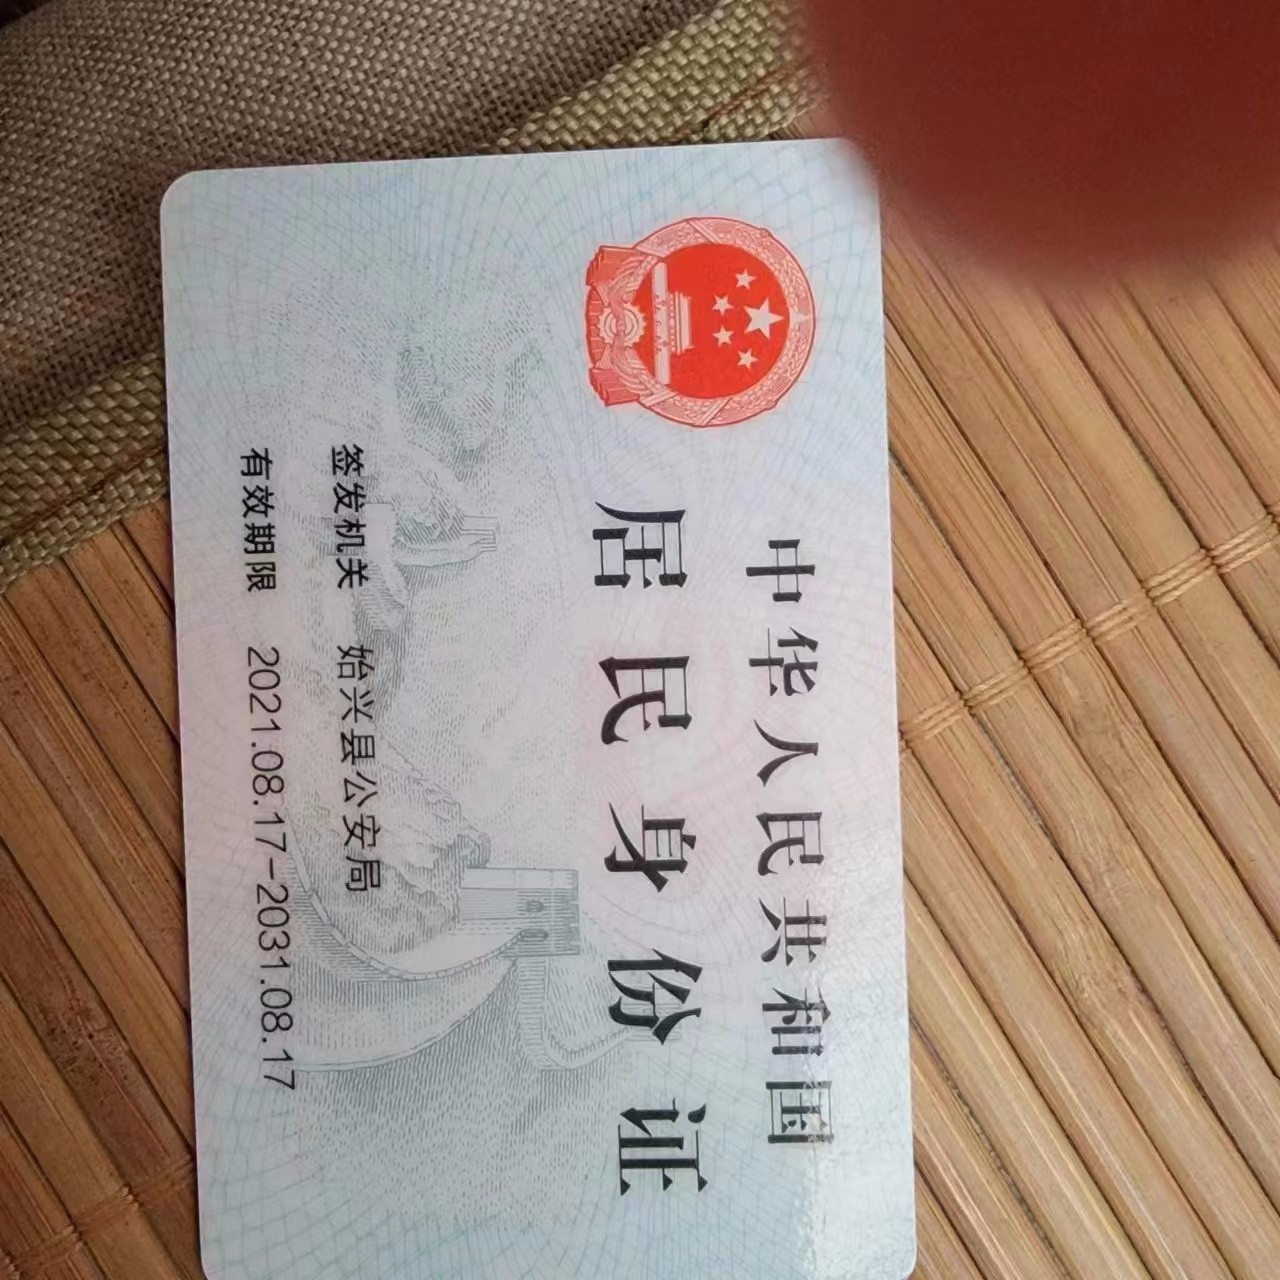 中华人民共和国
居民身份证
签发机关 始兴县公安局
有效期限 2021.08.17-2031.08.17